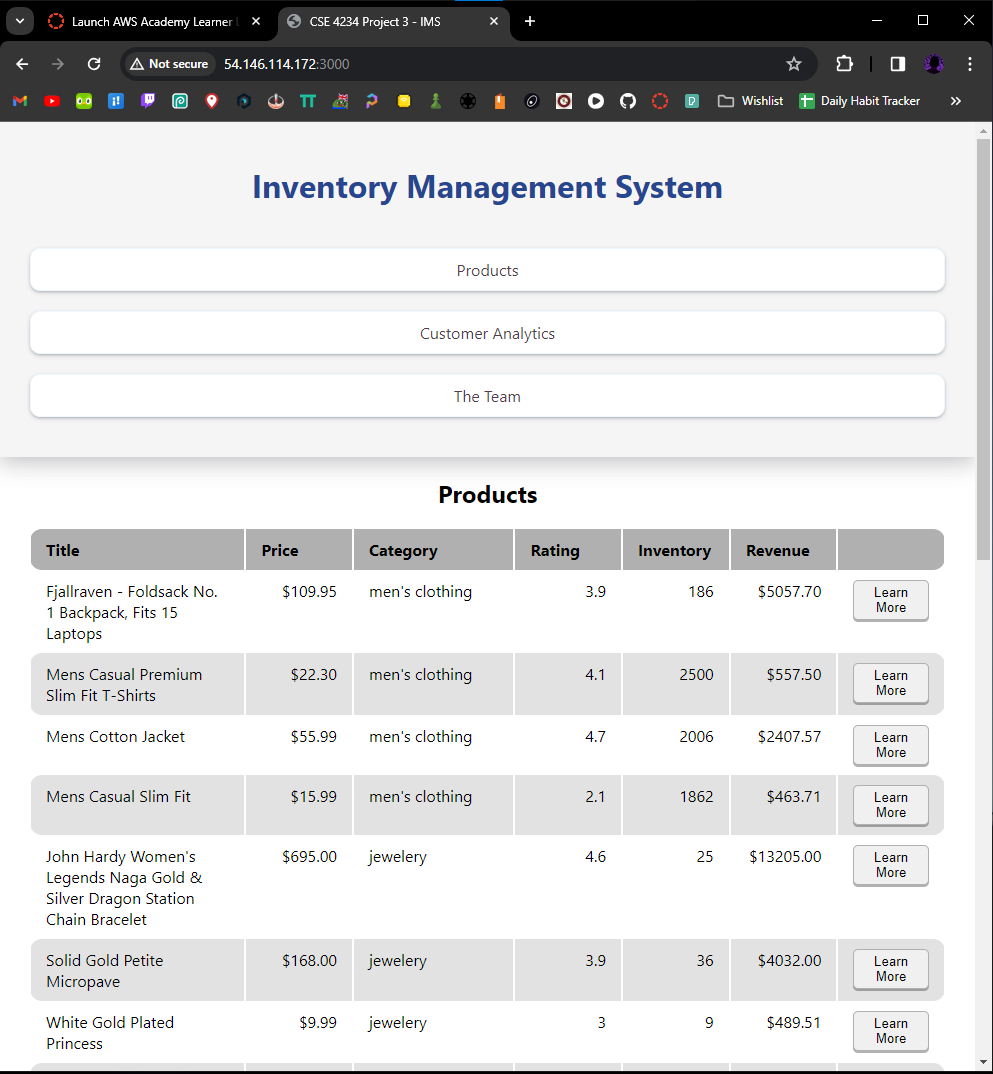 Launch AWS Academy Learner
CSE 4234 Project 3 - IMS
Not secure
54.146.114.172:3000
Wishlist
Daily Habit Tracker
Inventory Management System
Products
Customer Analytics
The Team
Products
Title Price Category Rating Inventory Revenue
Fjallraven - Foldsack No. $109.95 men's clothing 3.9 186 $5057.70 Learn
1 Backpack, Fits 15 More
Laptops
Mens Casual Premium $22.30 men's clothing 4.1 2500 $557.50 Learn
Slim Fit T-Shirts More
Mens Cotton Jacket $55.99 men's clothing 4.7 2006 $2407.57 Learn
More
Mens Casual Slim Fit $15.99 men's clothing 2.1 1862 $463.71 Learn
More
John Hardy Women's $695.00 jewelery 4.6 25 $13205.00 Learn
Legends Naga Gold & More
Silver Dragon Station
Chain Bracelet
Solid Gold Petite $168.00 jewelery 3.9 36 $4032.00 Learn
Micropave More
White Gold Plated $9.99 jewelery 3 9 $489.51 Learn
Princess More